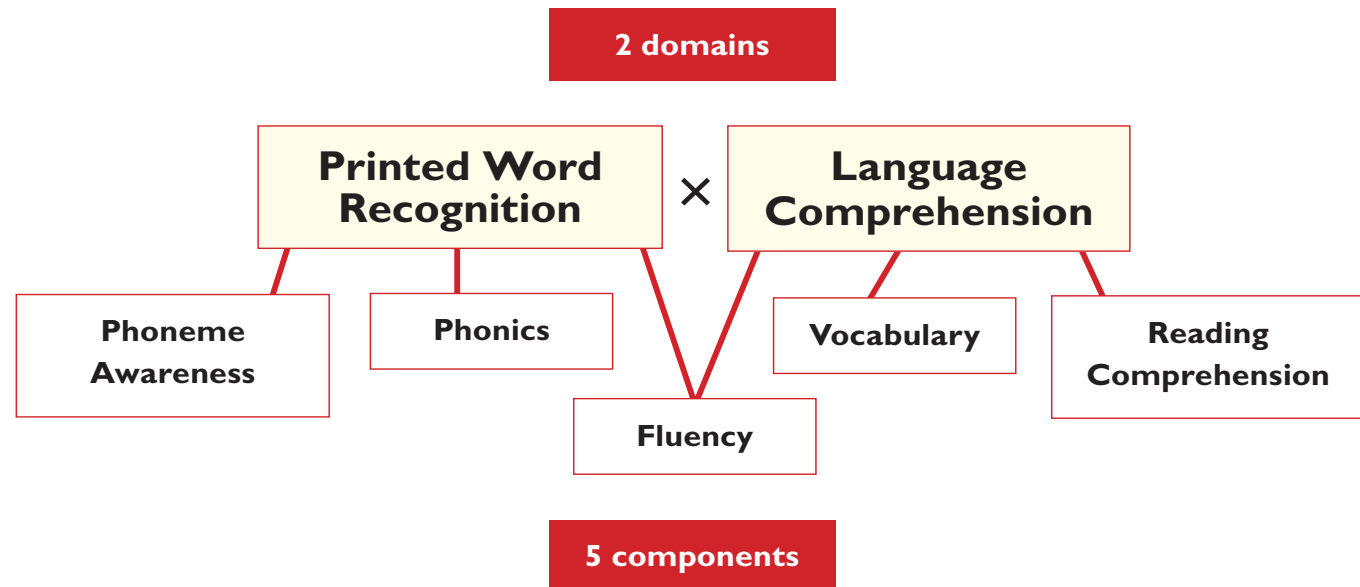 2 domains
Printed Word
Recognition
×
Language
Comprehension
Phoneme
Awareness
Phonics
Fluency
Vocabulary
Reading
Comprehension
5 components